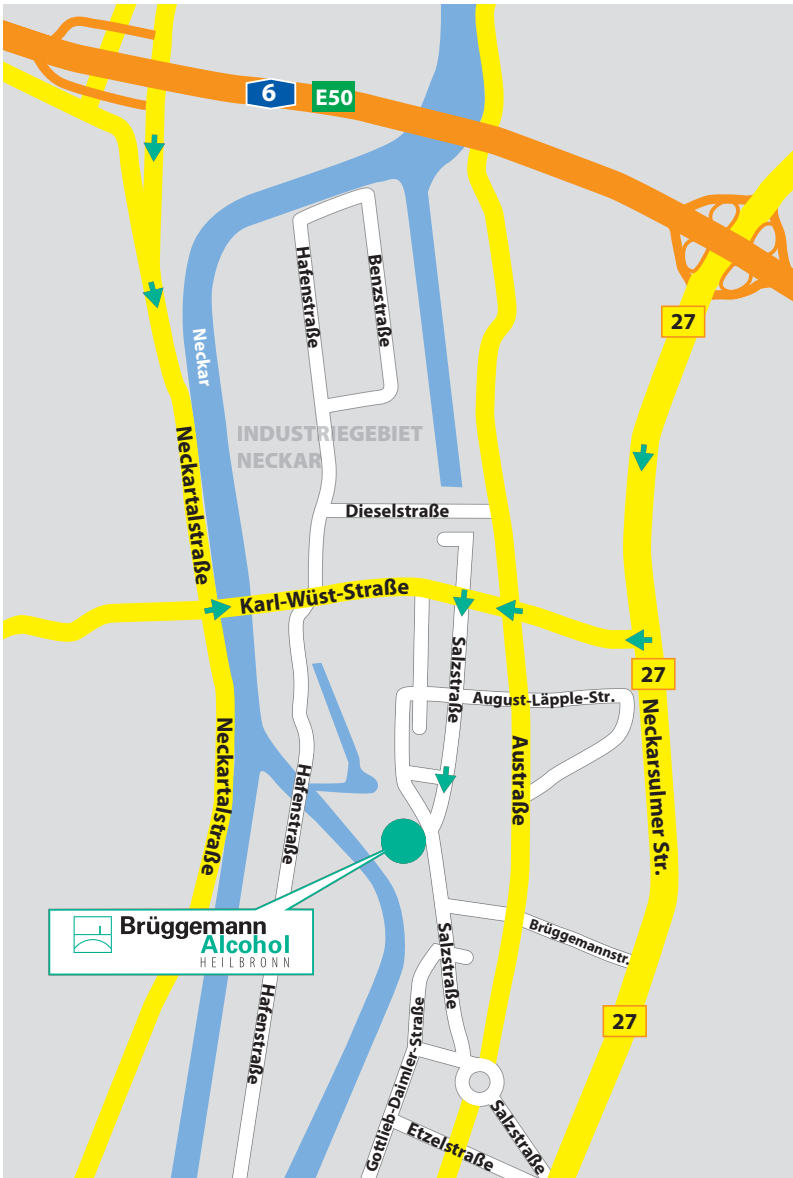 6
E50
Hafenstraße
Benzstraße
27
Neckar
INDUSTRIEGEBIET
NECKAR
Neckartalstraße
Dieselstraße
Karl-Wüst-Straße
Salzstraße
27
August-Läpple-Str.
Neckarsulmer Str.
Neckartalstraße
Austraße
Hafenstraße
Brüggemann
Alcohol
HEILBRONN
Salzstraße
Brüggemannstr.
Hafenstraße
Gottlieb-Daimler-Straße
27
Salzstraße
Etzelstraße